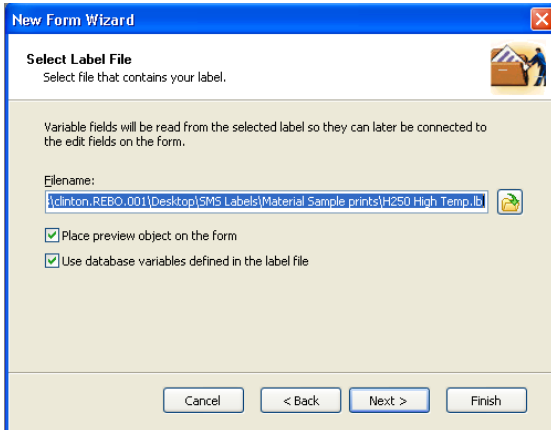 New Form Wizard
Select Label File
Select file that contains your label.
Variable fields will be read from the selected label so they can later be connected to
the edit fields on the form.
Filename:
:\clinton.REBO.001\Desktop\SMS Labels\Material Sample prints\H250 High Temp.lbl
Place preview object on the form
Use database variables defined in the label file
Cancel
< Back
Next >
Finish